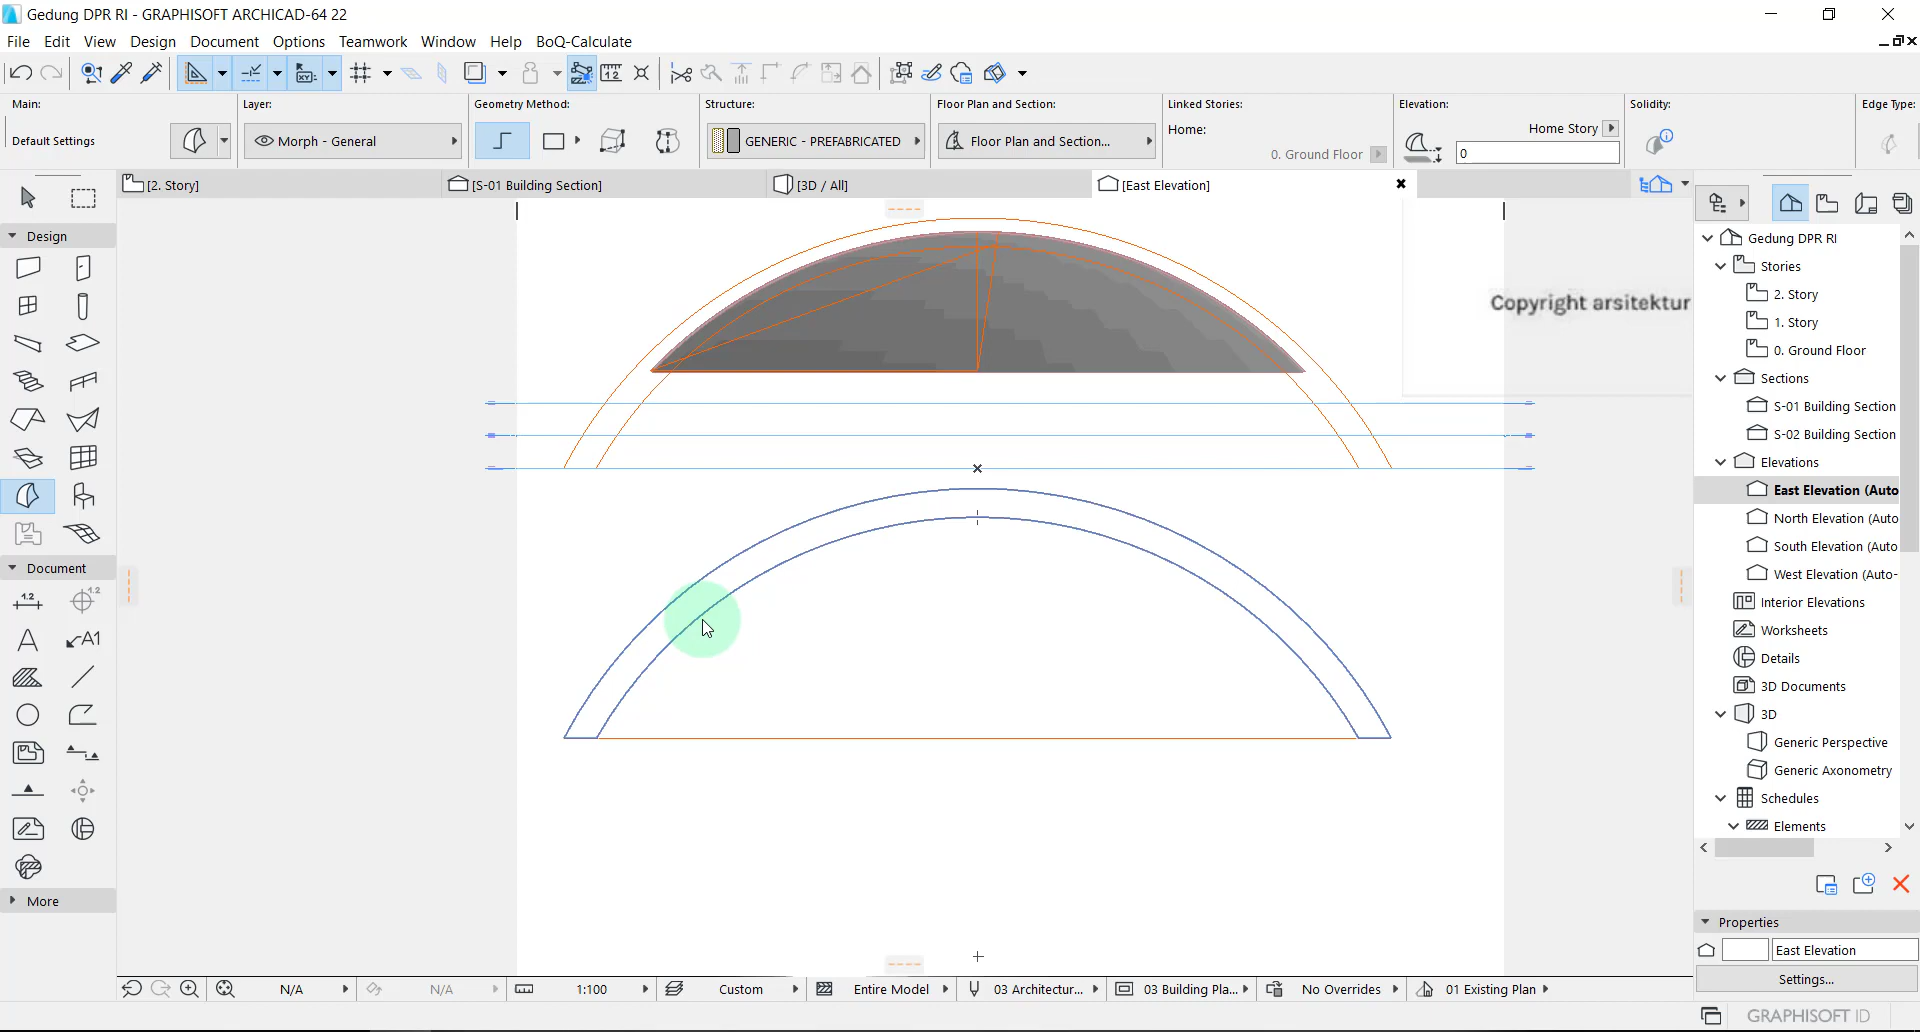 Gedung DPR RI - GRAPHISOFT ARCHICAD-64 22
File Edit View Design Document Options Teamwork Window Help BoQ-Calculate
Main: Layer: Geometry Method: Structure: Floor Plan and Section: Linked Stories: Elevation: Solidity: Edge Type:
Default Settings Morph - General GENERIC - PREFABRICATED Floor Plan and Section... Home: Home Story
0. Ground Floor 0
[2. Story] [S-01 Building Section] [3D / All] [East Elevation]
Design
Document
1.2 1.2
A A1
More
Copyright arsitektur
Gedung DPR RI
Stories
2. Story
1. Story
0. Ground Floor
Sections
S-01 Building Section
S-02 Building Section
Elevations
East Elevation (Auto
North Elevation (Auto
South Elevation (Auto
West Elevation (Auto-
Interior Elevations
Worksheets
Details
3D Documents
3D
Generic Perspective
Generic Axonometry
Schedules
Elements
Properties
East Elevation
Settings...
N/A N/A 1:100 Custom Entire Model 03 Architectur... 03 Building Pla... No Overrides 01 Existing Plan
GRAPHISOFT ID